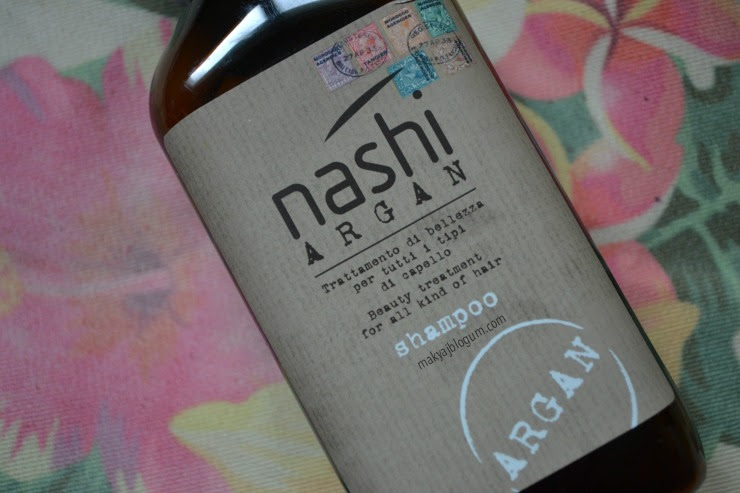 nashi
ARGAN
Trattamento di bellezza
per tutti i tipi
di capello
Beauty treatment
for all kind of hair
shampoo
makyajblogum.com
ARGAN